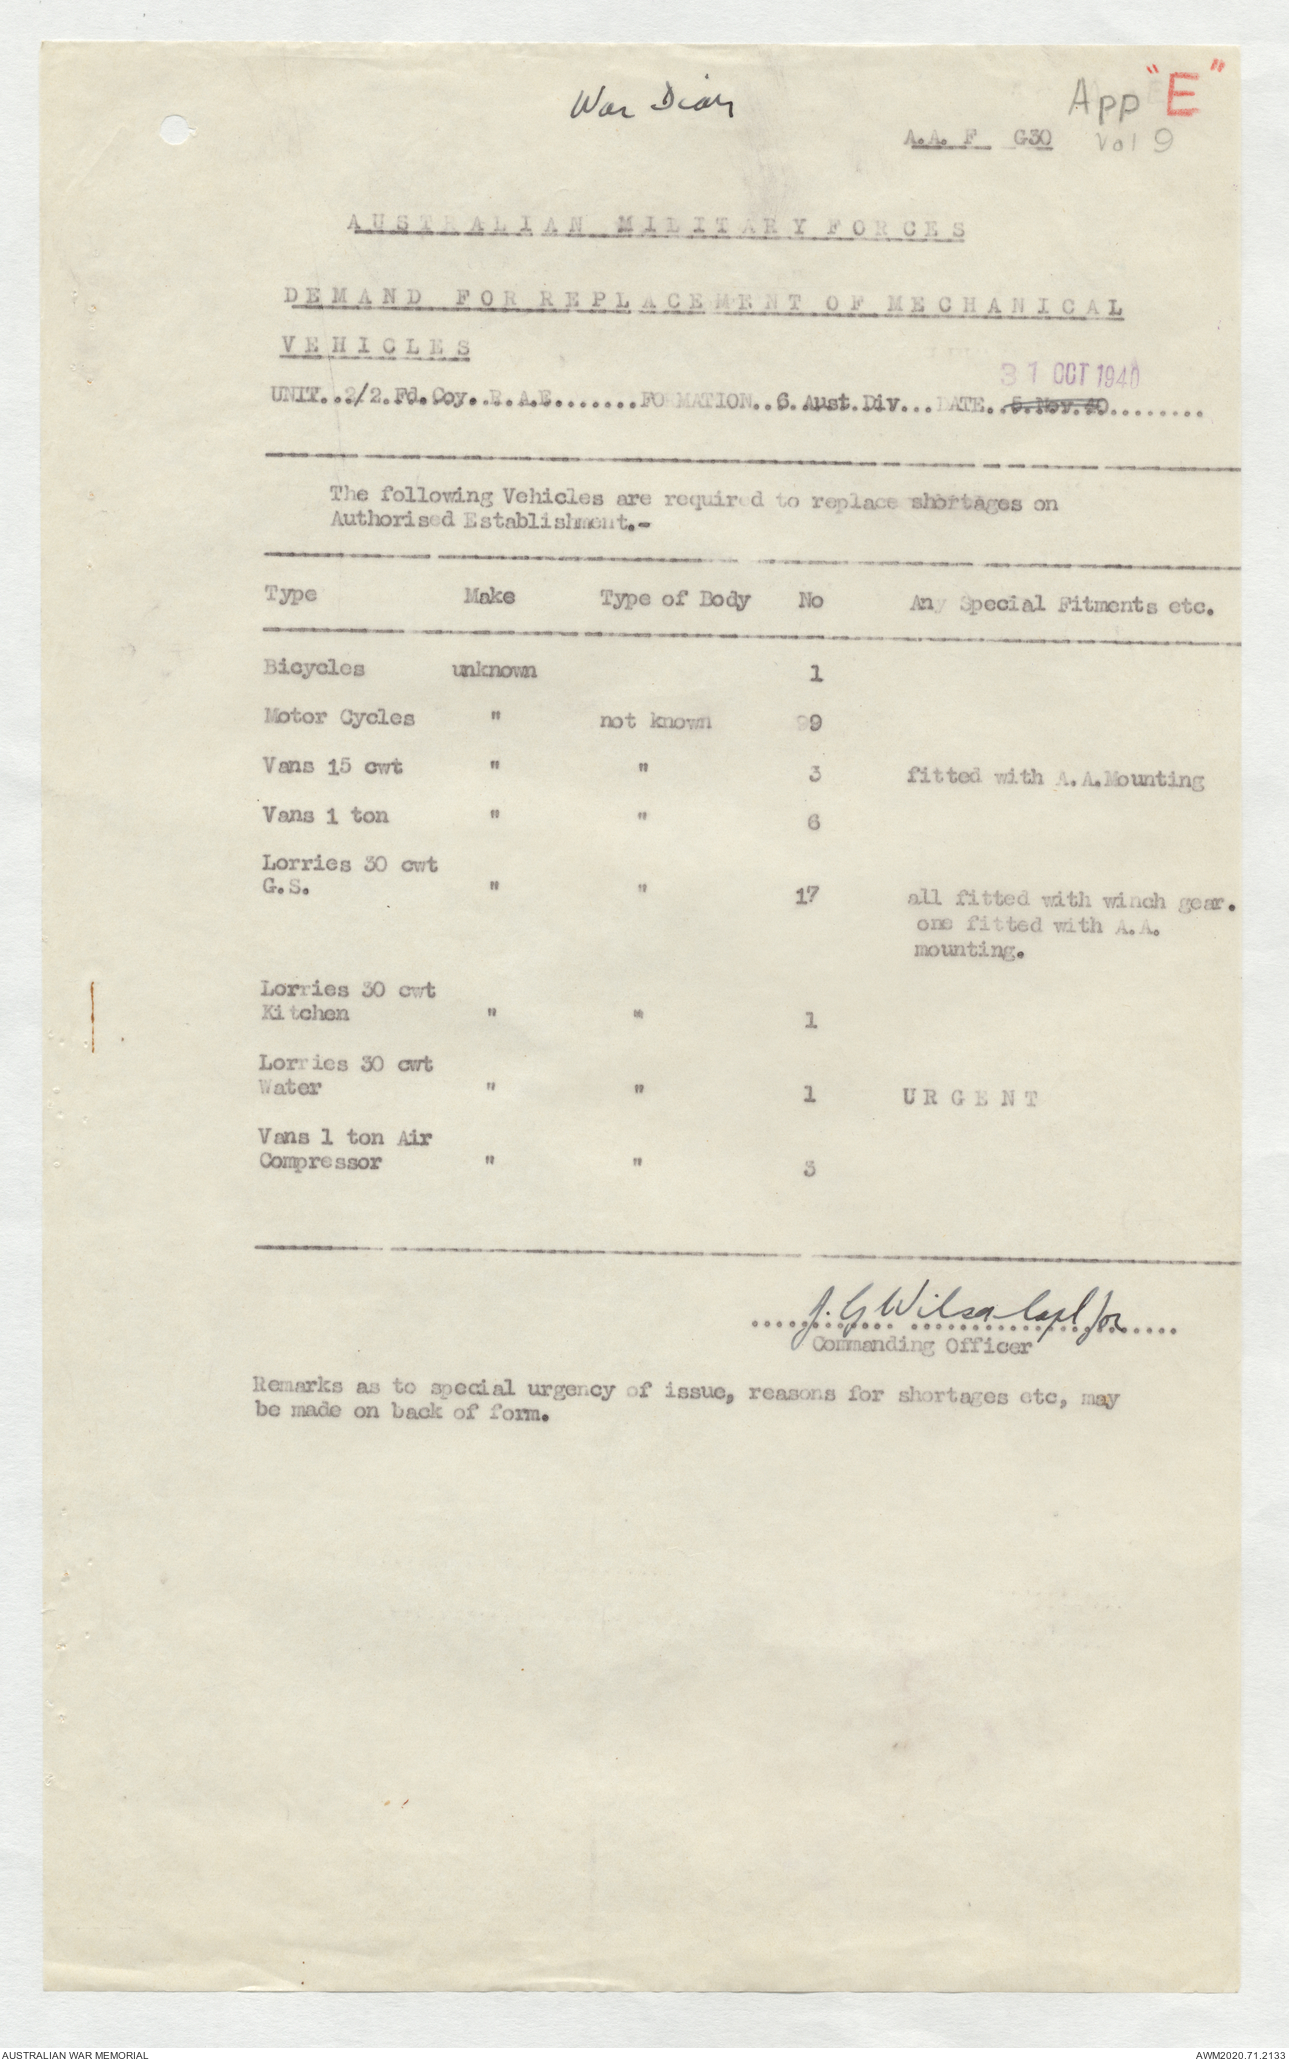 War Diary
App "E"
A.A. F G30 Vol 9
AUSTRALIAN MILITARY FORCES
DEMAND FOR REPLACEMENT OF MECHANICAL
VEHICLES
31 OCT 1940
UNIT..2/2.Fd.Coy..R.A.E........FORMATION..6.Aust.Div...DATE..5.Nov.40.........
The following Vehicles are required to replace shortages on
Authorised Establishment.-
Type Make Type of Body No Any Special Fitments etc.
Bicycles unknown 1
Motor Cycles " not known 9
Vans 15 cwt " " 3 fitted with A.A.Mounting
Vans 1 ton " " 6
Lorries 30 cwt
G.S. " " 17 all fitted with winch gear.
one fitted with A.A.
mounting.
Lorries 30 cwt
Kitchen " " 1
Lorries 30 cwt
Water " " 1 URGENT
Vans 1 ton Air
Compressor " " 3
J. G Wilson Capt for
Commanding Officer
Remarks as to special urgency of issue, reasons for shortages etc, may
be made on back of form.
AUSTRALIAN WAR MEMORIAL AWM2020.71.2133